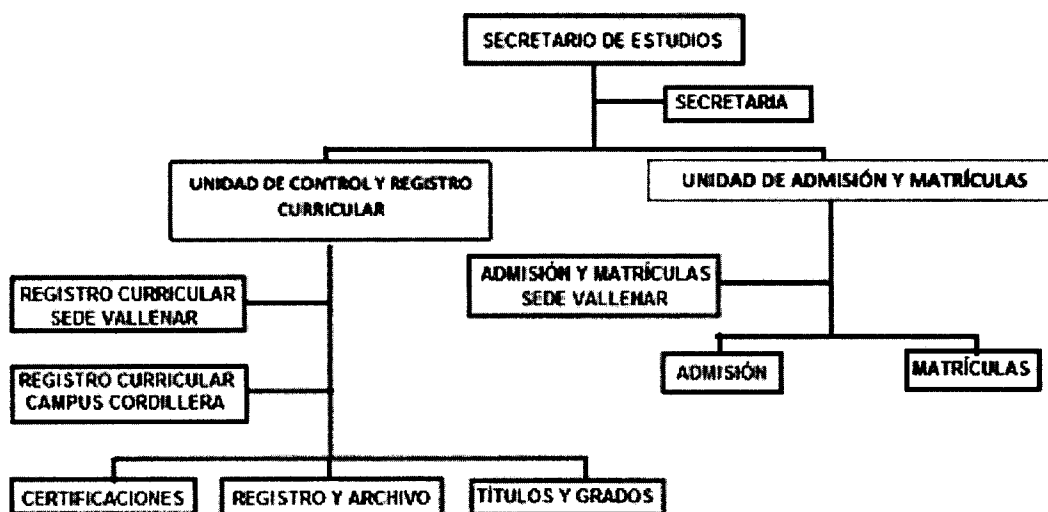 SECRETARIO DE ESTUDIOS
SECRETARIA
UNIDAD DE CONTROL Y REGISTRO
CURRICULAR
UNIDAD DE ADMISIÓN Y MATRÍCULAS
REGISTRO CURRICULAR
SEDE VALLENAR
ADMISIÓN Y MATRÍCULAS
SEDE VALLENAR
REGISTRO CURRICULAR
CAMPUS CORDILLERA
ADMISIÓN
MATRÍCULAS
CERTIFICACIONES
REGISTRO Y ARCHIVO
TÍTULOS Y GRADOS